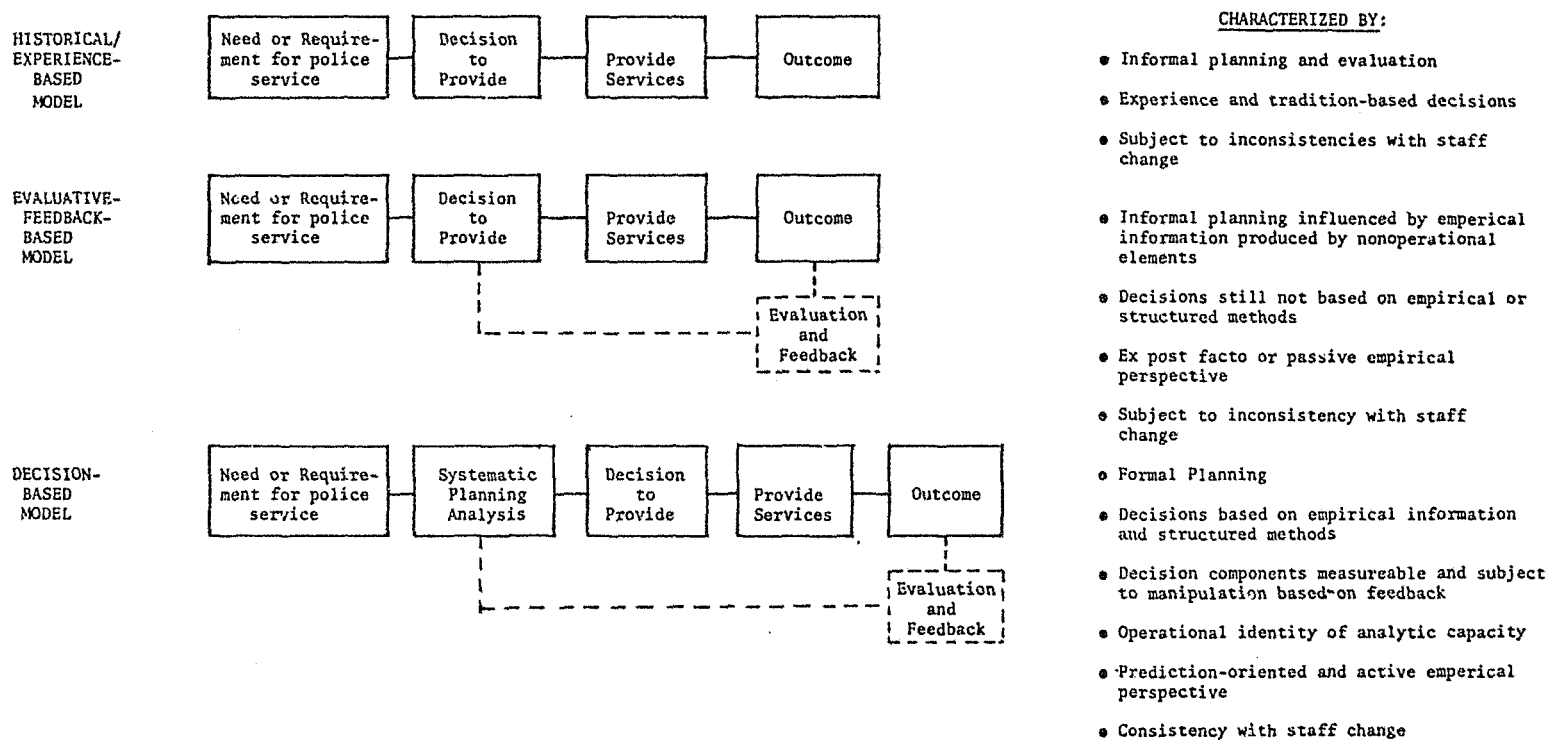 HISTORICAL/
EXPERIENCE-
BASED
MODEL
Need or Require-
ment for police
service
Decision
to
Provide
Provide
Services
Outcome
EVALUATIVE-
FEEDBACK-
BASED
MODEL
Need or Require-
ment for police
service
Decision
to
Provide
Provide
Services
Outcome
Evaluation
and
Feedback
DECISION-
BASED
MODEL
Need or Require-
ment for police
service
Systematic
Planning
Analysis
Decision
to
Provide
Provide
Services
Outcome
Evaluation
and
Feedback
CHARACTERIZED BY:
• Informal planning and evaluation
• Experience and tradition-based decisions
• Subject to inconsistencies with staff
change
• Informal planning influenced by emperical
information produced by nonoperational
elements
• Decisions still not based on empirical or
structured methods
• Ex post facto or passive empirical
perspective
• Subject to inconsistency with staff
change
• Formal Planning
• Decisions based on empirical information
and structured methods
• Decision components measureable and subject
to manipulation based on feedback
• Operational identity of analytic capacity
• Prediction-oriented and active emperical
perspective
• Consistency with staff change